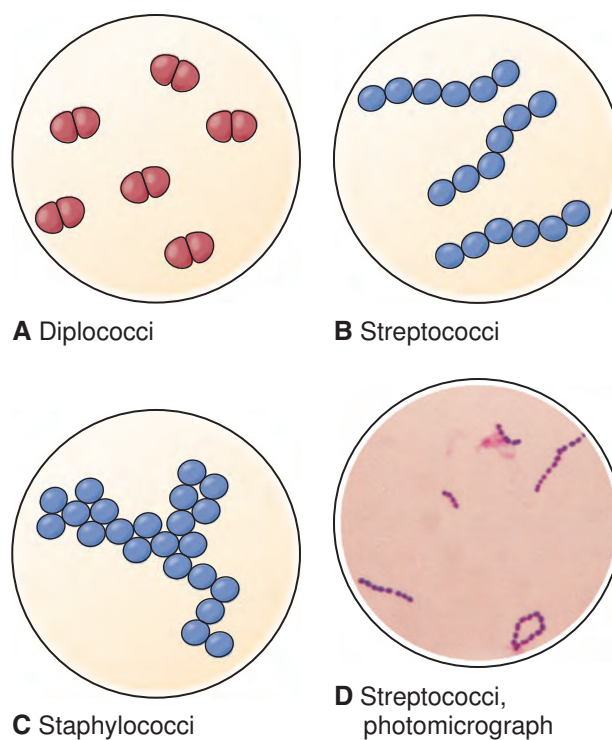 A Diplococci
B Streptococci
C Staphylococci
D Streptococci,
photomicrograph